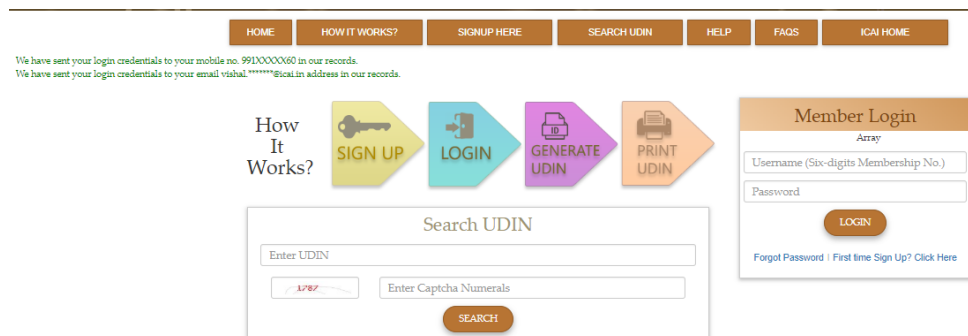 HOME HOW IT WORKS? SIGNUP HERE SEARCH UDIN HELP FAQS ICAI HOME
We have sent your login credentials to your mobile no. 991XXXXX60 in our records.
We have sent your login credentials to your email vishal.*******@icai.in address in our records.
How
It
Works?
SIGN UP
LOGIN
ID
GENERATE
UDIN
PRINT
UDIN
Member Login
Array
Username (Six-digits Membership No.)
Password
LOGIN
Forgot Password | First time Sign Up? Click Here
Search UDIN
Enter UDIN
1787
Enter Captcha Numerals
SEARCH